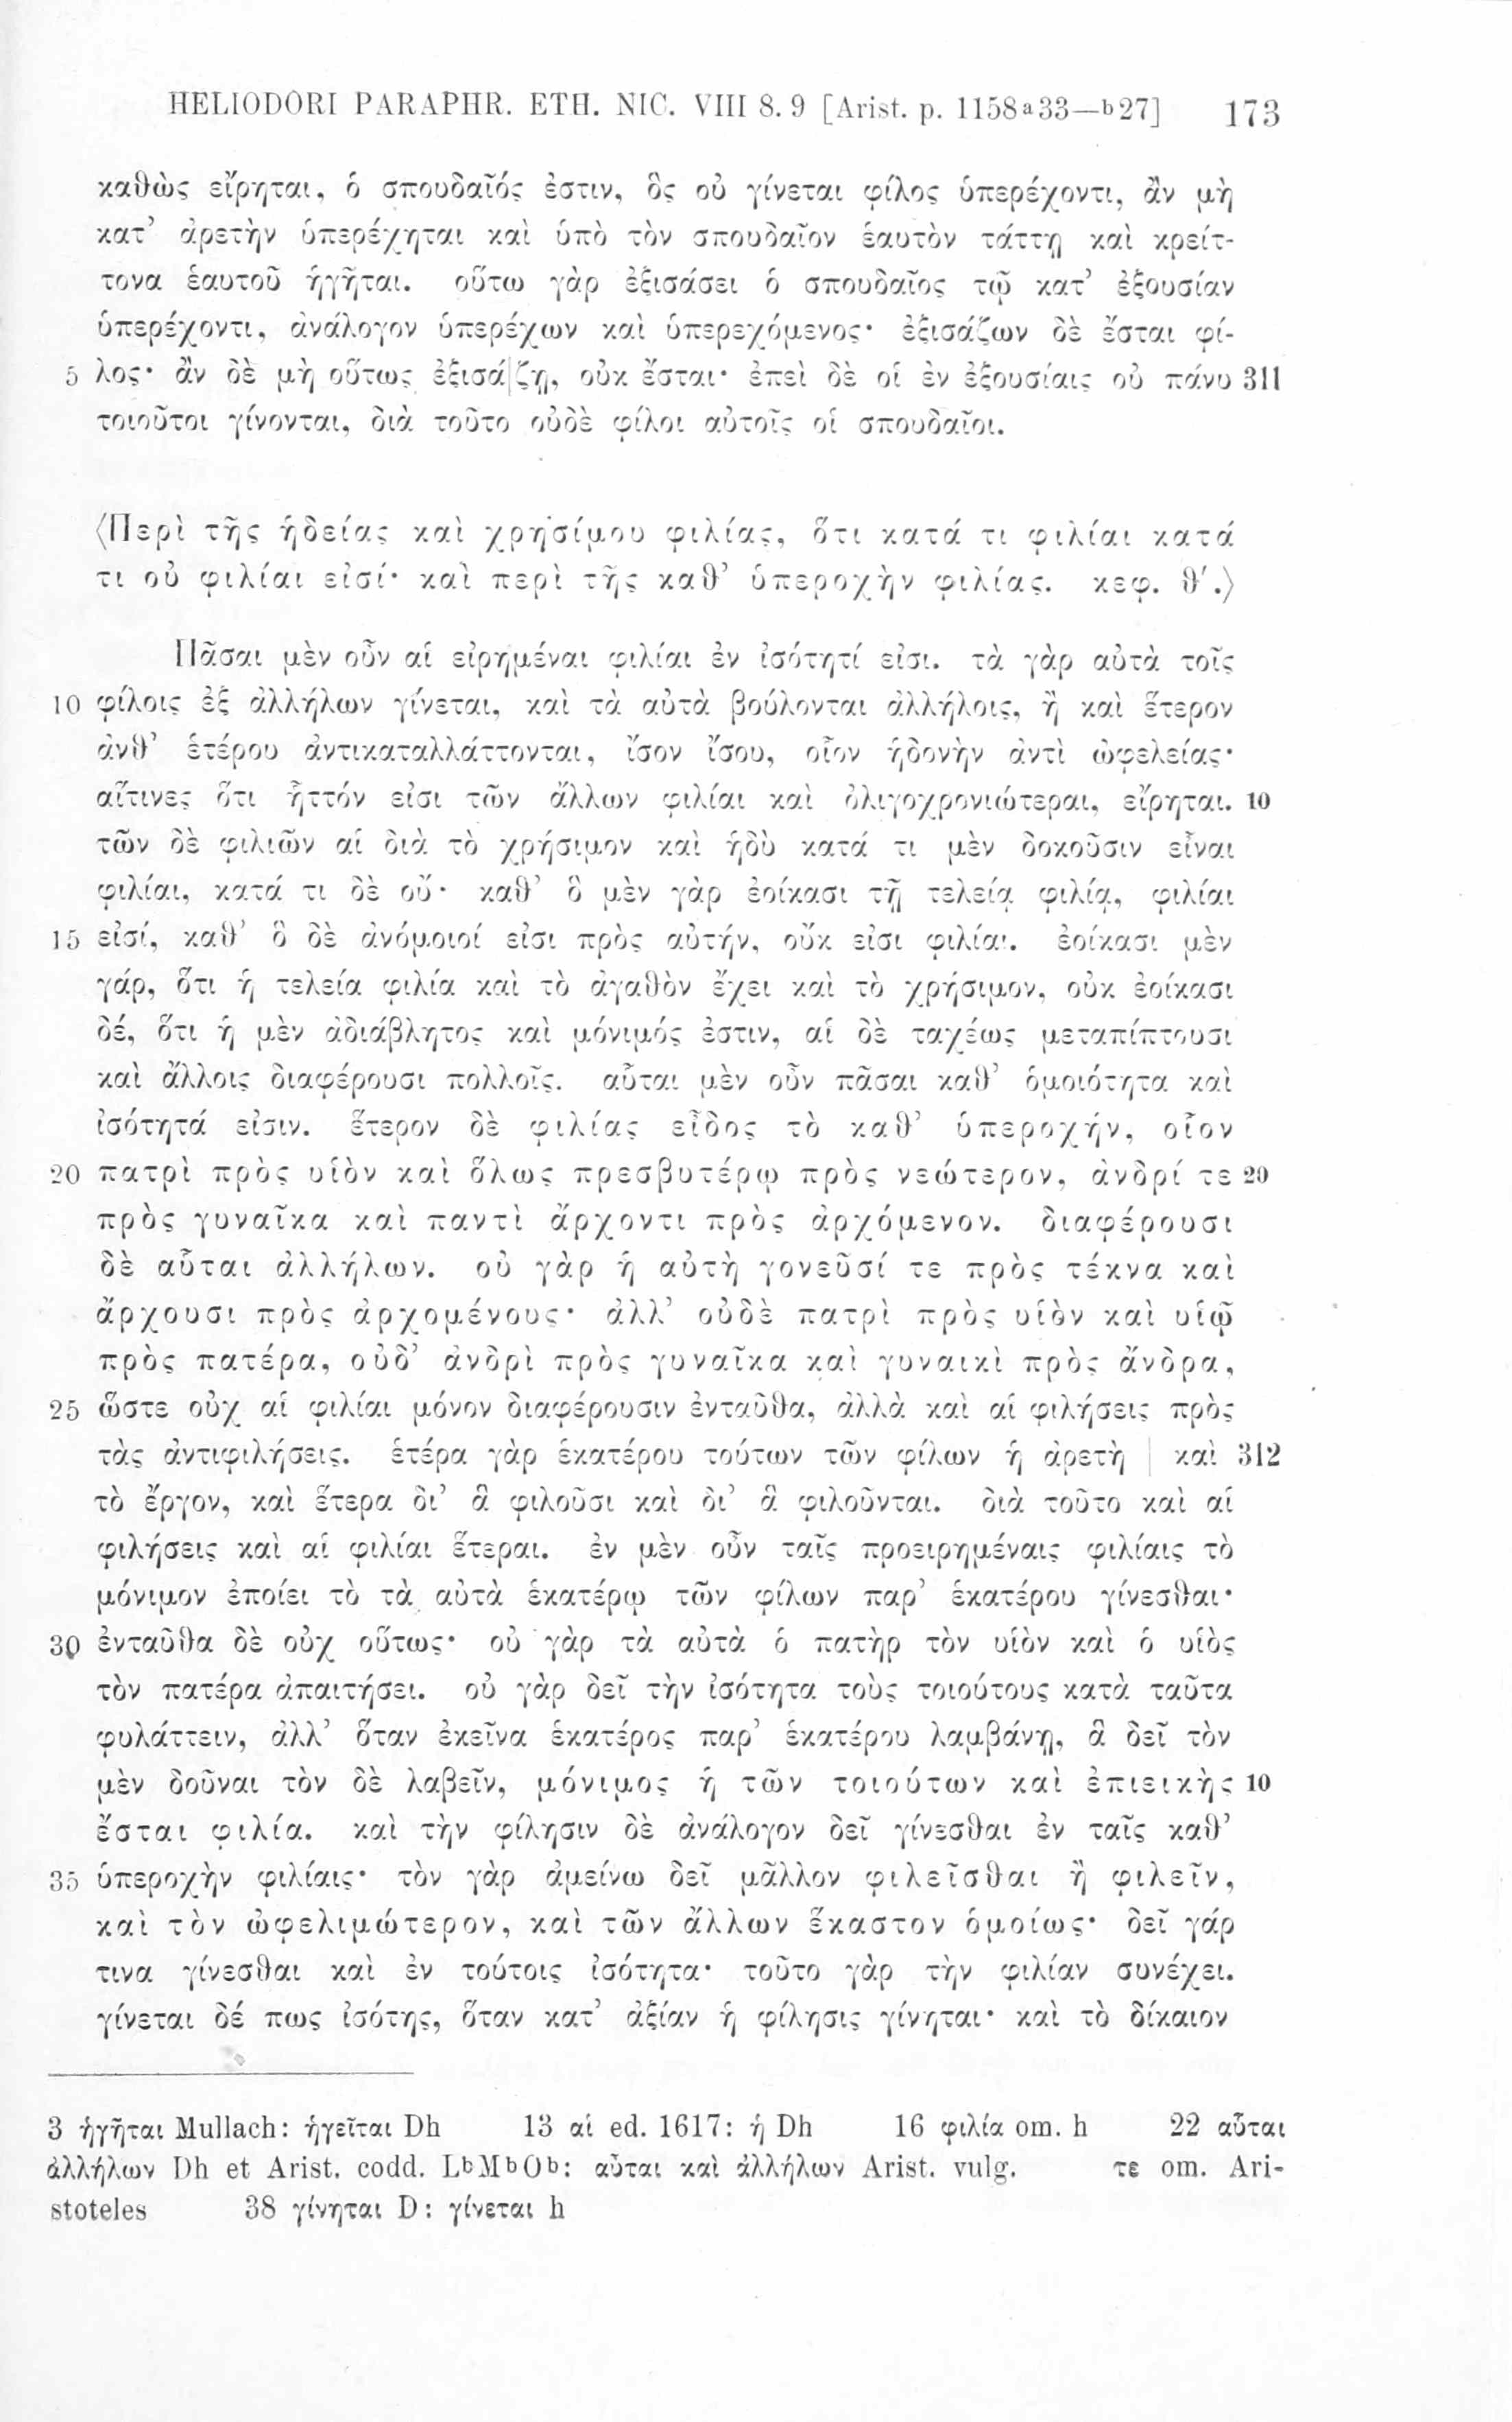 HELIODORI PARAPHR. ETH. NIC. VIII 8. 9 [Arist. p. 1158a33—b27] 173
καθὼς εἴρηται, ὁ σπουδαῖός ἐστιν, ὃς οὐ γίνεται φίλος ὑπερέχοντι, ἂν μὴ
κατ’ ἀρετὴν ὑπερέχηται καὶ ὑπὸ τὸν σπουδαῖον ἑαυτὸν τάττῃ καὶ κρείτ-
τονα ἑαυτοῦ ἡγῆται. οὕτω γὰρ ἐξισάσει ὁ σπουδαῖος τῷ κατ’ ἐξουσίαν
ὑπερέχοντι, ἀνάλογον ὑπερέχων καὶ ὑπερεχόμενος· ἐξισάζων δὲ ἔσται φί-
5 λος· ἂν δὲ μὴ οὕτως ἐξισά|ζῃ, οὐκ ἔσται· ἐπεὶ δὲ οἱ ἐν ἐξουσίαις οὐ πάνυ 311
τοιοῦτοι γίνονται, διὰ τοῦτο οὐδὲ φίλοι αὐτοῖς οἱ σπουδαῖοι.
⟨Περὶ τῆς ἡδείας καὶ χρησίμου φιλίας, ὅτι κατά τι φιλίαι κατά
τι οὐ φιλίαι εἰσί· καὶ περὶ τῆς καθ’ ὑπεροχὴν φιλίας. κεφ. θ′.⟩
Πᾶσαι μὲν οὖν αἱ εἰρημέναι φιλίαι ἐν ἰσότητί εἰσι. τὰ γὰρ αὐτὰ τοῖς
10 φίλοις ἐξ ἀλλήλων γίνεται, καὶ τὰ αὐτὰ βούλονται ἀλλήλοις, ἢ καὶ ἕτερον
ἀνθ’ ἑτέρου ἀντικαταλλάττονται, ἴσον ἴσου, οἷον ἡδονὴν ἀντὶ ὠφελείας·
αἵτινες ὅτι ἧττόν εἰσι τῶν ἄλλων φιλίαι καὶ ὀλιγοχρονιώτεραι, εἴρηται. 10
τῶν δὲ φιλιῶν αἱ διὰ τὸ χρήσιμον καὶ ἡδὺ κατά τι μὲν δοκοῦσιν εἶναι
φιλίαι, κατά τι δὲ οὔ· καθ’ ὃ μὲν γὰρ ἐοίκασι τῇ τελείᾳ φιλίᾳ, φιλίαι
15 εἰσί, καθ’ ὃ δὲ ἀνόμοιοί εἰσι πρὸς αὐτήν, οὔκ εἰσι φιλίαι. ἐοίκασι μὲν
γάρ, ὅτι ἡ τελεία φιλία καὶ τὸ ἀγαθὸν ἔχει καὶ τὸ χρήσιμον, οὐκ ἐοίκασι
δέ, ὅτι ἡ μὲν ἀδιάβλητος καὶ μόνιμός ἐστιν, αἱ δὲ ταχέως μεταπίπτουσι
καὶ ἄλλοις διαφέρουσι πολλοῖς. αὗται μὲν οὖν πᾶσαι καθ’ ὁμοιότητα καὶ
ἰσότητά εἰσιν. ἕτερον δὲ φιλίας εἶδος τὸ καθ’ ὑπεροχήν, οἷον
20 πατρὶ πρὸς υἱὸν καὶ ὅλως πρεσβυτέρῳ πρὸς νεώτερον, ἀνδρί τε 20
πρὸς γυναῖκα καὶ παντὶ ἄρχοντι πρὸς ἀρχόμενον. διαφέρουσι
δὲ αὗται ἀλλήλων. οὐ γὰρ ἡ αὐτὴ γονεῦσί τε πρὸς τέκνα καὶ
ἄρχουσι πρὸς ἀρχομένους· ἀλλ’ οὐδὲ πατρὶ πρὸς υἱὸν καὶ υἱῷ
πρὸς πατέρα, οὐδ’ ἀνδρὶ πρὸς γυναῖκα καὶ γυναικὶ πρὸς ἄνδρα,
25 ὥστε οὐχ αἱ φιλίαι μόνον διαφέρουσιν ἐνταῦθα, ἀλλὰ καὶ αἱ φιλήσεις πρὸς
τὰς ἀντιφιλήσεις. ἑτέρα γὰρ ἑκατέρου τούτων τῶν φίλων ἡ ἀρετὴ | καὶ 312
τὸ ἔργον, καὶ ἕτερα δι’ ἃ φιλοῦσι καὶ δι’ ἃ φιλοῦνται. διὰ τοῦτο καὶ αἱ
φιλήσεις καὶ αἱ φιλίαι ἕτεραι. ἐν μὲν οὖν ταῖς προειρημέναις φιλίαις τὸ
μόνιμον ἐποίει τὸ τὰ αὐτὰ ἑκατέρῳ τῶν φίλων παρ’ ἑκατέρου γίνεσθαι·
30 ἐνταῦθα δὲ οὐχ οὕτως· οὐ γὰρ τὰ αὐτὰ ὁ πατὴρ τὸν υἱὸν καὶ ὁ υἱὸς
τὸν πατέρα ἀπαιτήσει. οὐ γὰρ δεῖ τὴν ἰσότητα τοὺς τοιούτους κατὰ ταῦτα
φυλάττειν, ἀλλ’ ὅταν ἐκεῖνα ἑκατέρος παρ’ ἑκατέρου λαμβάνῃ, ἃ δεῖ τὸν
μὲν δοῦναι τὸν δὲ λαβεῖν, μόνιμος ἡ τῶν τοιούτων καὶ ἐπιεικὴς 10
ἔσται φιλία. καὶ τὴν φίλησιν δὲ ἀνάλογον δεῖ γίνεσθαι ἐν ταῖς καθ’
35 ὑπεροχὴν φιλίαις· τὸν γὰρ ἀμείνω δεῖ μᾶλλον φιλεῖσθαι ἢ φιλεῖν,
καὶ τὸν ὠφελιμώτερον, καὶ τῶν ἄλλων ἕκαστον ὁμοίως· δεῖ γάρ
τινα γίνεσθαι καὶ ἐν τούτοις ἰσότητα· τοῦτο γὰρ τὴν φιλίαν συνέχει.
γίνεται δέ πως ἰσότης, ὅταν κατ’ ἀξίαν ἡ φίλησις γίνηται· καὶ τὸ δίκαιον
3 ἡγῆται Mullach: ἡγεῖται Dh 13 αἱ ed. 1617: ἡ Dh 16 φιλία om. h 22 αὗται
ἀλλήλων Dh et Arist. codd. LbMbOb: αὗται καὶ ἀλλήλων Arist. vulg. τε om. Ari-
stoteles 38 γίνηται D: γίνεται h